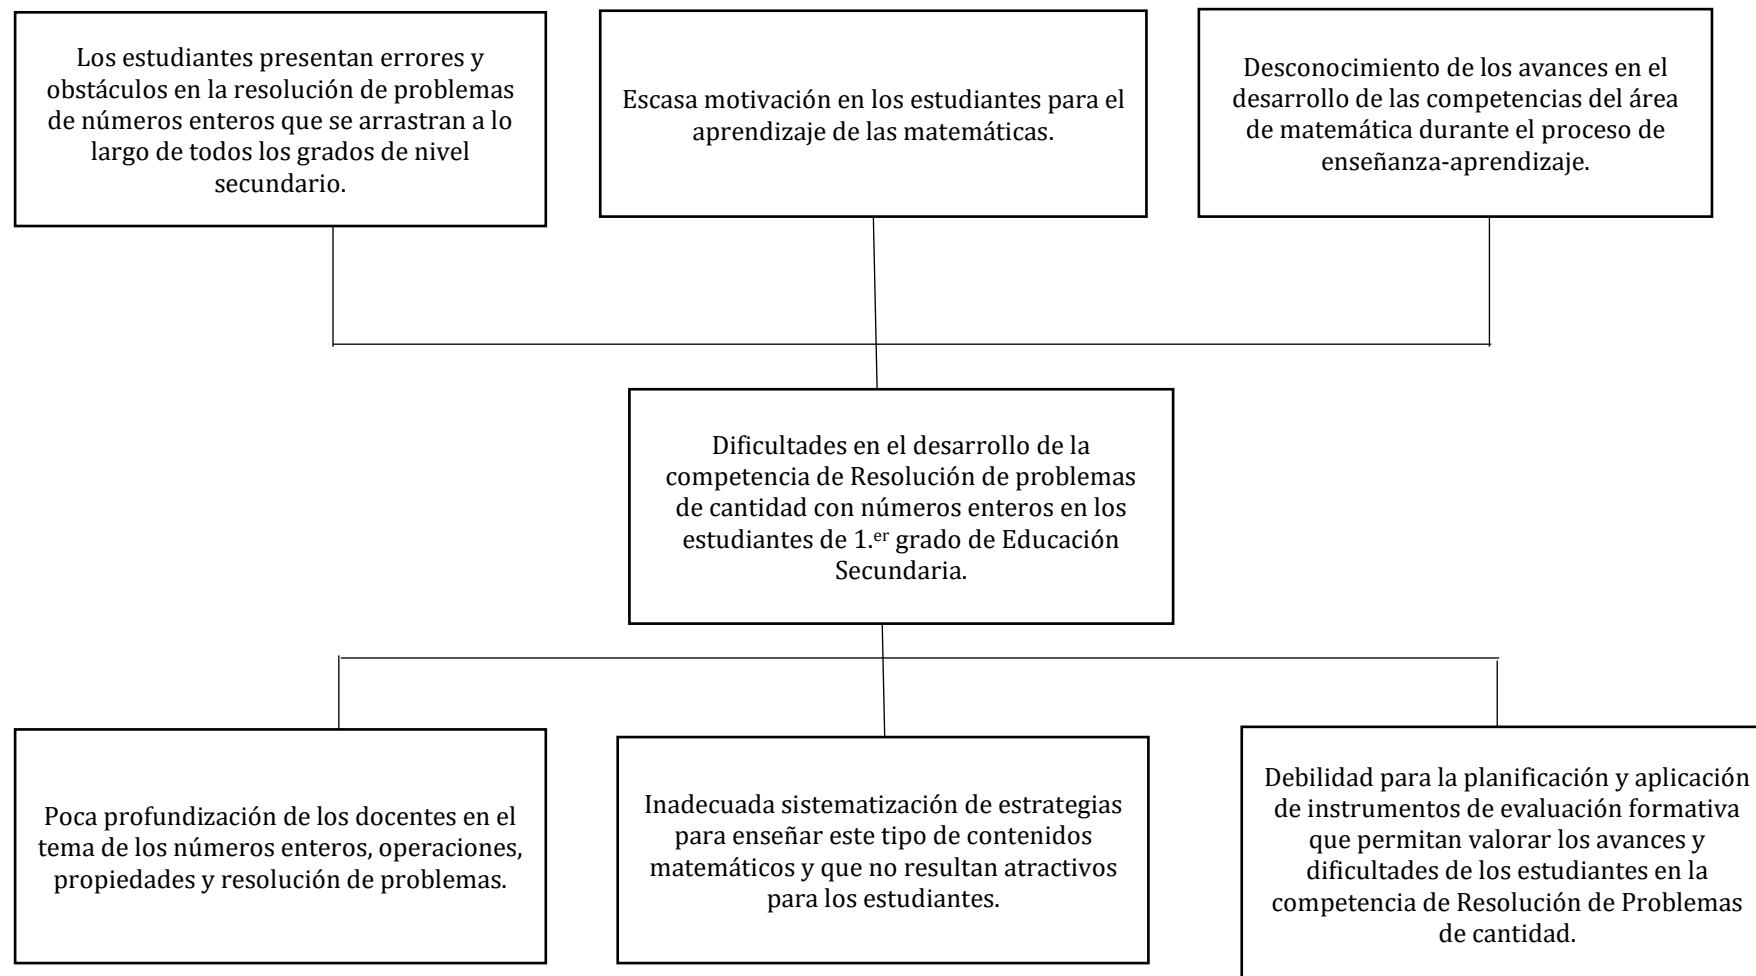 Los estudiantes presentan errores y
obstáculos en la resolución de problemas
de números enteros que se arrastran a lo
largo de todos los grados de nivel
secundario.
Escasa motivación en los estudiantes para el
aprendizaje de las matemáticas.
Desconocimiento de los avances en el
desarrollo de las competencias del área
de matemática durante el proceso de
enseñanza-aprendizaje.
Dificultades en el desarrollo de la
competencia de Resolución de problemas
de cantidad con números enteros en los
estudiantes de 1.er grado de Educación
Secundaria.
Poca profundización de los docentes en el
tema de los números enteros, operaciones,
propiedades y resolución de problemas.
Inadecuada sistematización de estrategias
para enseñar este tipo de contenidos
matemáticos y que no resultan atractivos
para los estudiantes.
Debilidad para la planificación y aplicación
de instrumentos de evaluación formativa
que permitan valorar los avances y
dificultades de los estudiantes en la
competencia de Resolución de Problemas
de cantidad.